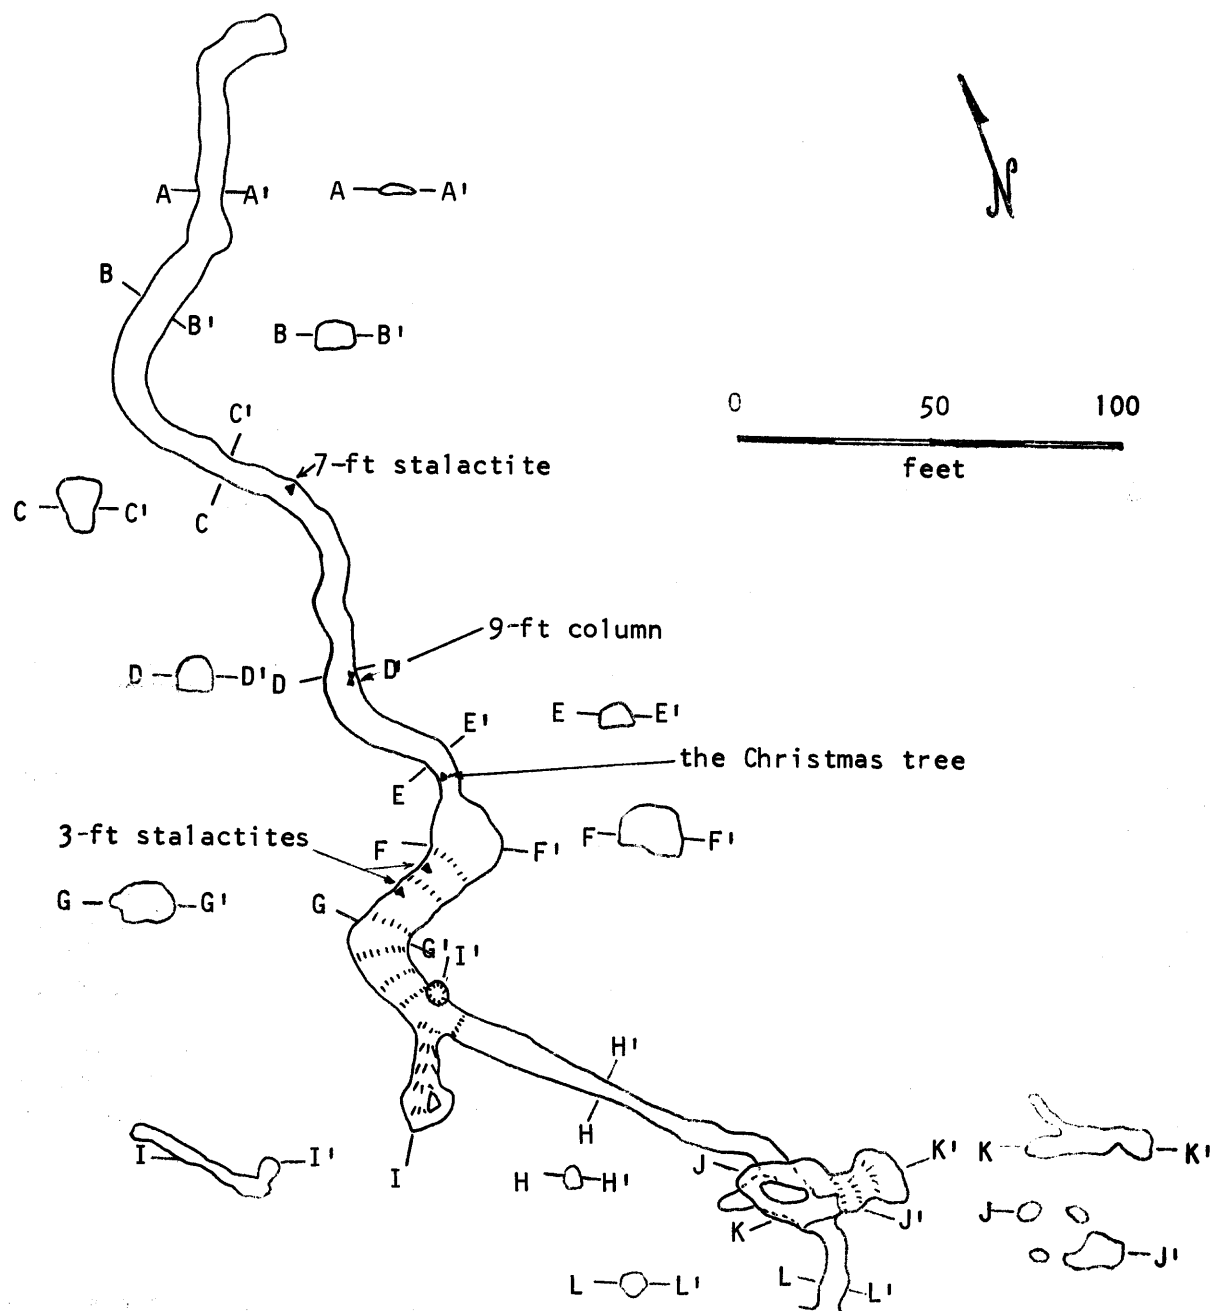 N
A A' A A'
B
B' B B'
0 50 100
C'
7-ft stalactite
feet
C C'
C
9-ft column
D D' D D'
E E'
E'
the Christmas tree
E
3-ft stalactites
F F' F F'
G G' G
G' I'
H'
H
I I'
I
H H'
J
K'
K K'
K
J'
J
J'
L L'
L L'